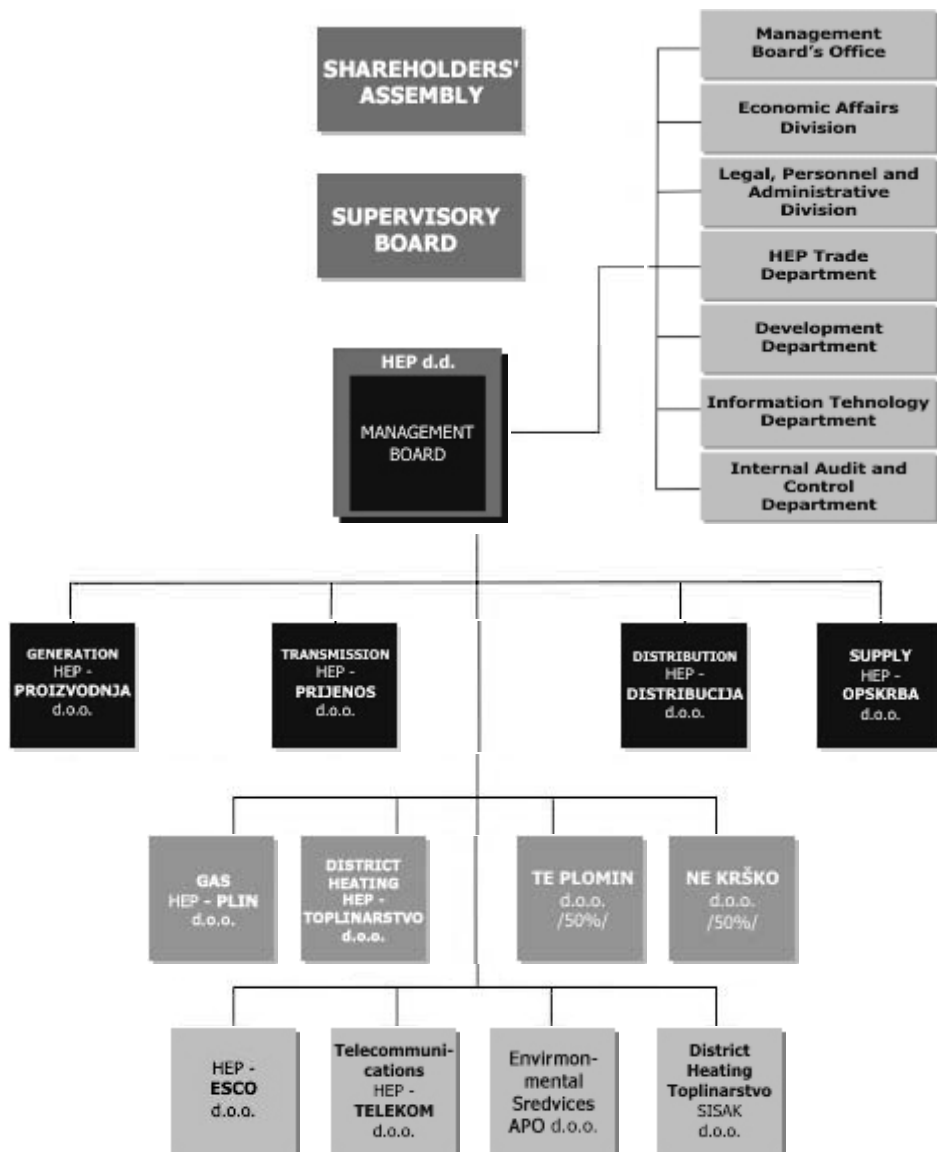 SHAREHOLDERS'
ASSEMBLY
SUPERVISORY
BOARD
HEP d.d.
MANAGEMENT
BOARD
Management
Board's Office
Economic Affairs
Division
Legal, Personnel and
Administrative
Division
HEP Trade
Department
Development
Department
Information Tehnology
Department
Internal Audit and
Control
Department
GENERATION
HEP -
PROIZVODNJA
d.o.o.
TRANSMISSION
HEP -
PRIJENOS
d.o.o.
DISTRIBUTION
HEP -
DISTRIBUCIJA
d.o.o.
SUPPLY
HEP -
OPSKRBA
d.o.o.
GAS
HEP - PLIN
d.o.o.
DISTRICT
HEATING
HEP -
TOPLINARSTVO
d.o.o.
TE PLOMIN
d.o.o.
/50%/
NE KRŠKO
d.o.o.
/50%/
HEP -
ESCO
d.o.o.
Telecommuni-
cations
HEP -
TELEKOM
d.o.o.
Envirmon-
mental
Sredvices
APO d.o.o.
District
Heating
Toplinarstvo
SISAK
d.o.o.